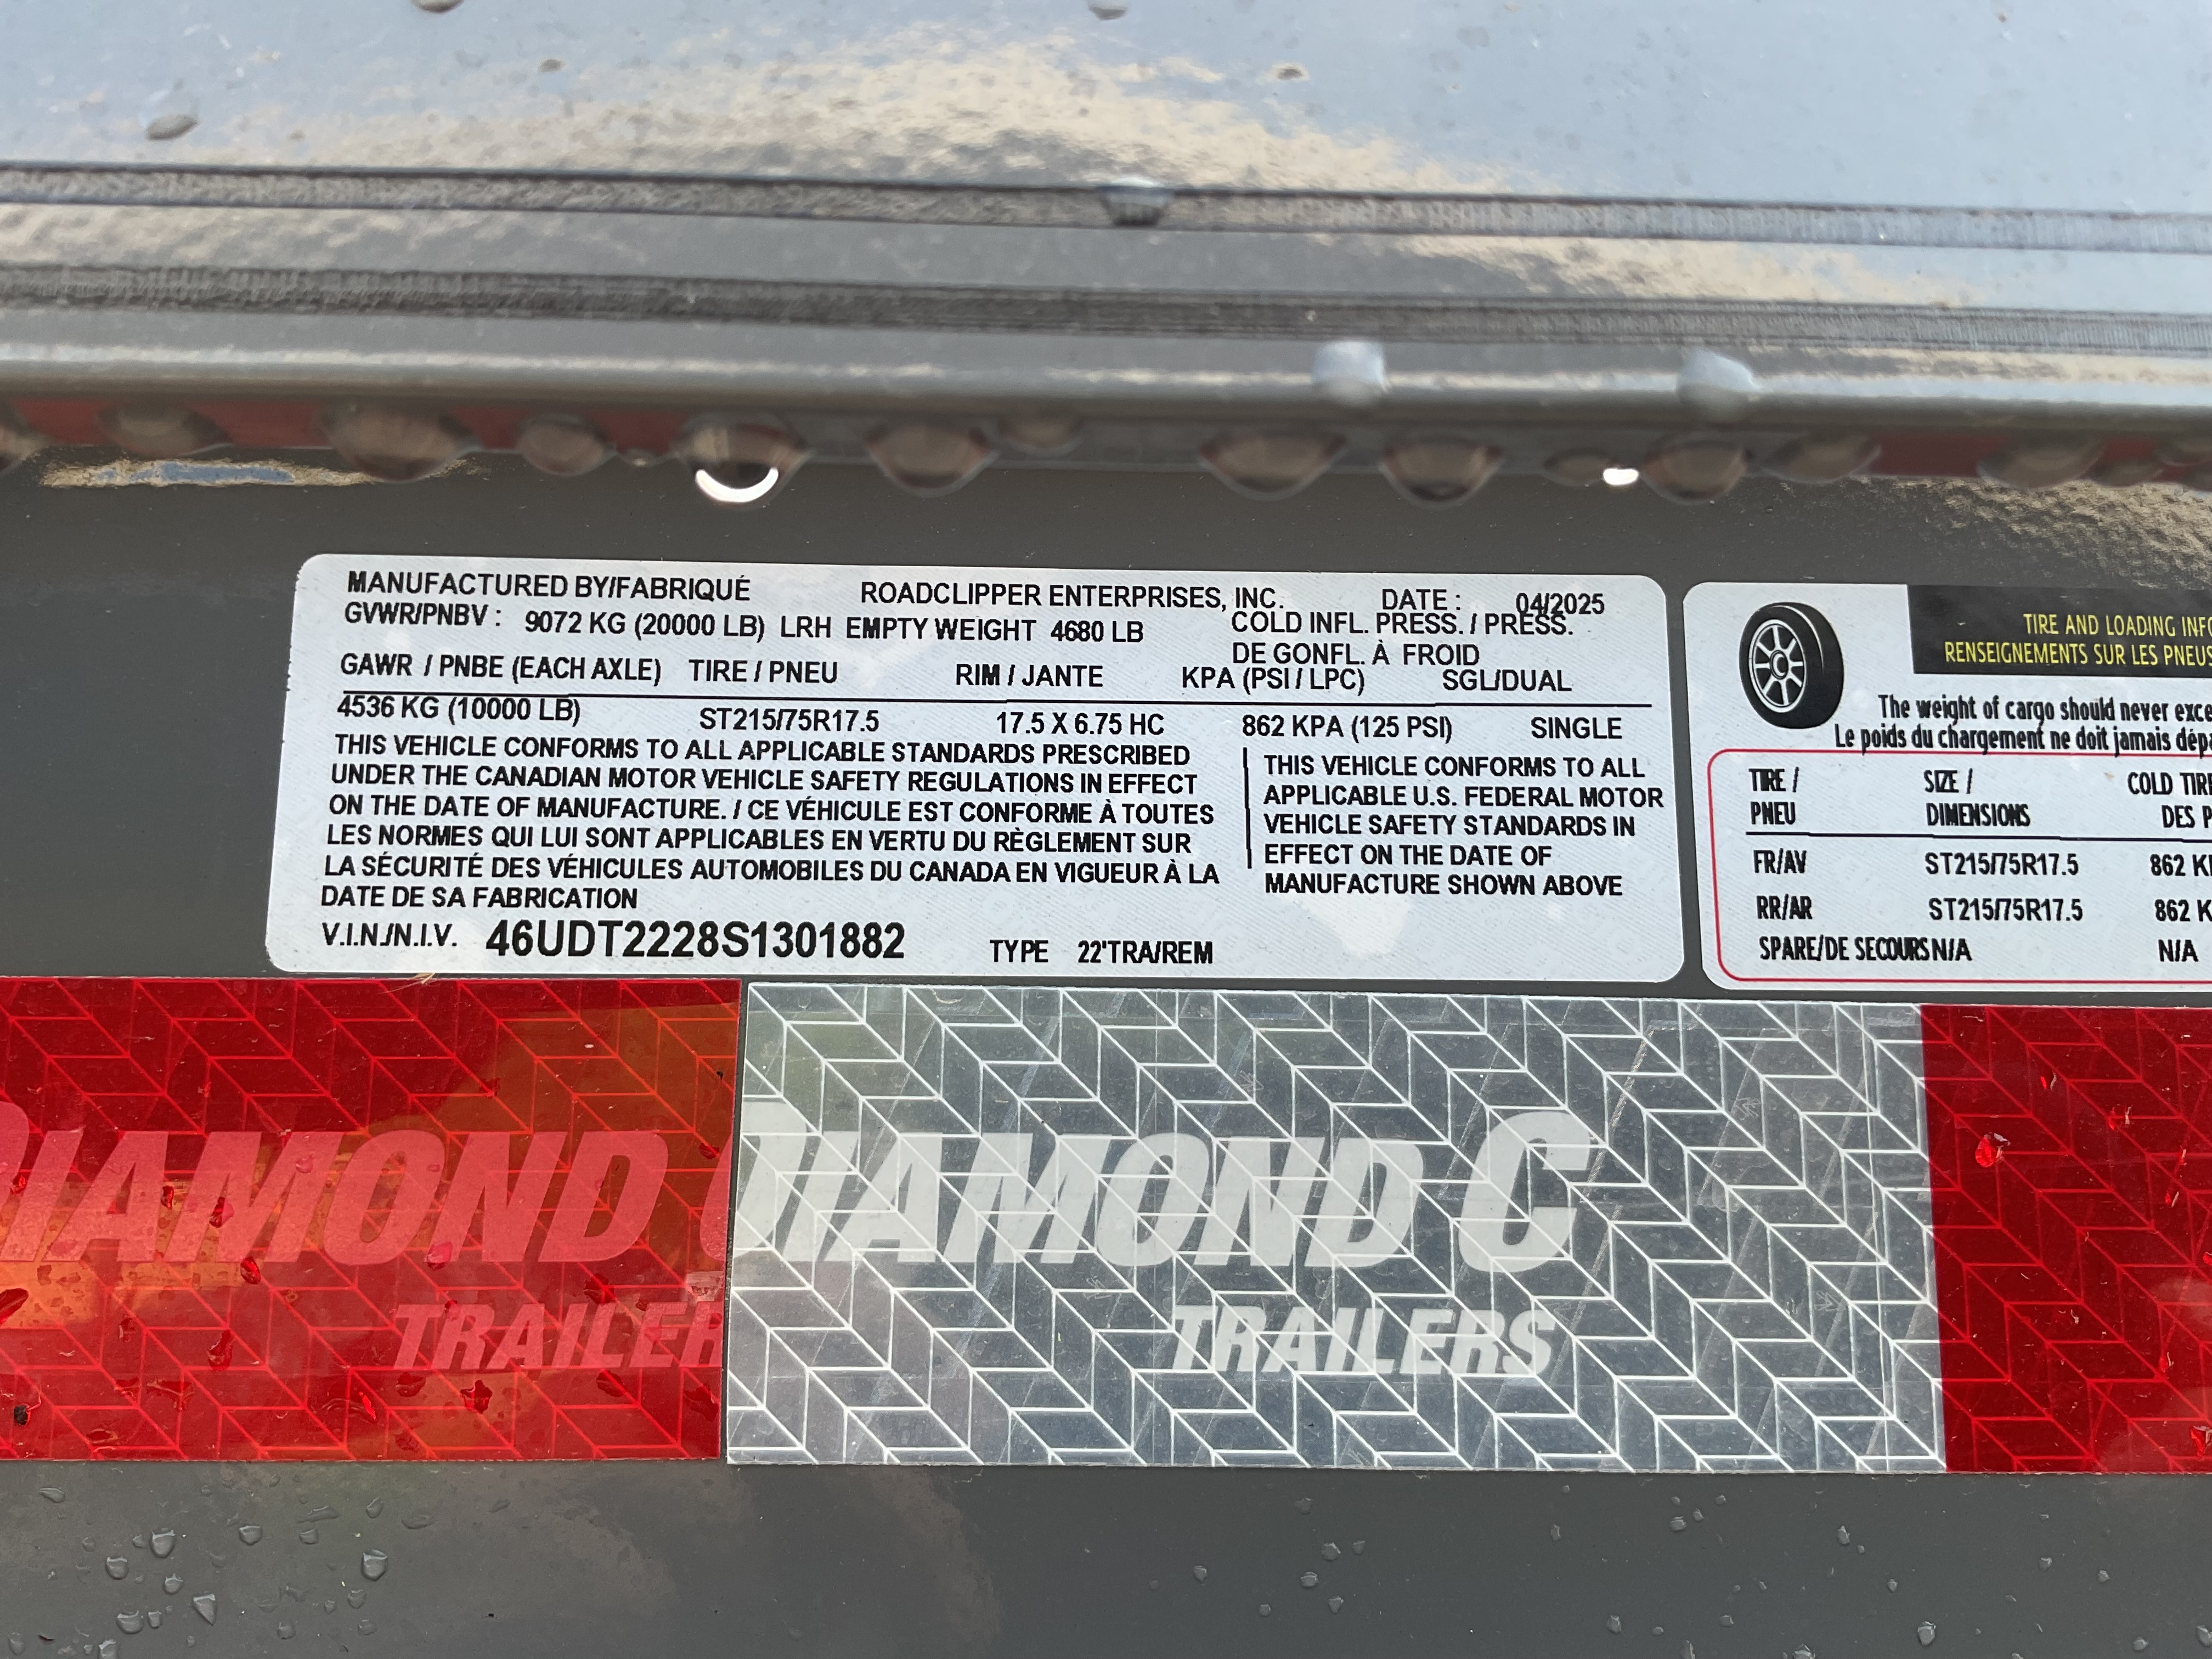 MANUFACTURED BY/FABRIQUÉ ROADCLIPPER ENTERPRISES, INC. DATE : 04/2025
GVWR/PNBV : 9072 KG (20000 LB) LRH EMPTY WEIGHT 4680 LB COLD INFL. PRESS. / PRESS.
DE GONFL. À FROID
GAWR / PNBE (EACH AXLE) TIRE / PNEU RIM / JANTE KPA (PSI / LPC) SGL/DUAL
4536 KG (10000 LB) ST215/75R17.5 17.5 X 6.75 HC 862 KPA (125 PSI) SINGLE
THIS VEHICLE CONFORMS TO ALL APPLICABLE STANDARDS PRESCRIBED
UNDER THE CANADIAN MOTOR VEHICLE SAFETY REGULATIONS IN EFFECT
ON THE DATE OF MANUFACTURE. / CE VÉHICULE EST CONFORME À TOUTES
LES NORMES QUI LUI SONT APPLICABLES EN VERTU DU RÈGLEMENT SUR
LA SÉCURITÉ DES VÉHICULES AUTOMOBILES DU CANADA EN VIGUEUR À LA
DATE DE SA FABRICATION
THIS VEHICLE CONFORMS TO ALL
APPLICABLE U.S. FEDERAL MOTOR
VEHICLE SAFETY STANDARDS IN
EFFECT ON THE DATE OF
MANUFACTURE SHOWN ABOVE
V.I.N./N.I.V. 46UDT2228S1301882 TYPE 22'TRA/REM
TIRE AND LOADING
RENSEIGNEMENTS SUR LES
The weight of cargo should never
Le poids du chargement ne doit jamais
TIRE / SIZE / COLD
PNEU DIMENSIONS DES
FR/AV ST215/75R17.5 862
RR/AR ST215/75R17.5 862
SPARE/DE SECOURS N/A N/A
DIAMOND
TRAILER
DIAMOND C
TRAILERS